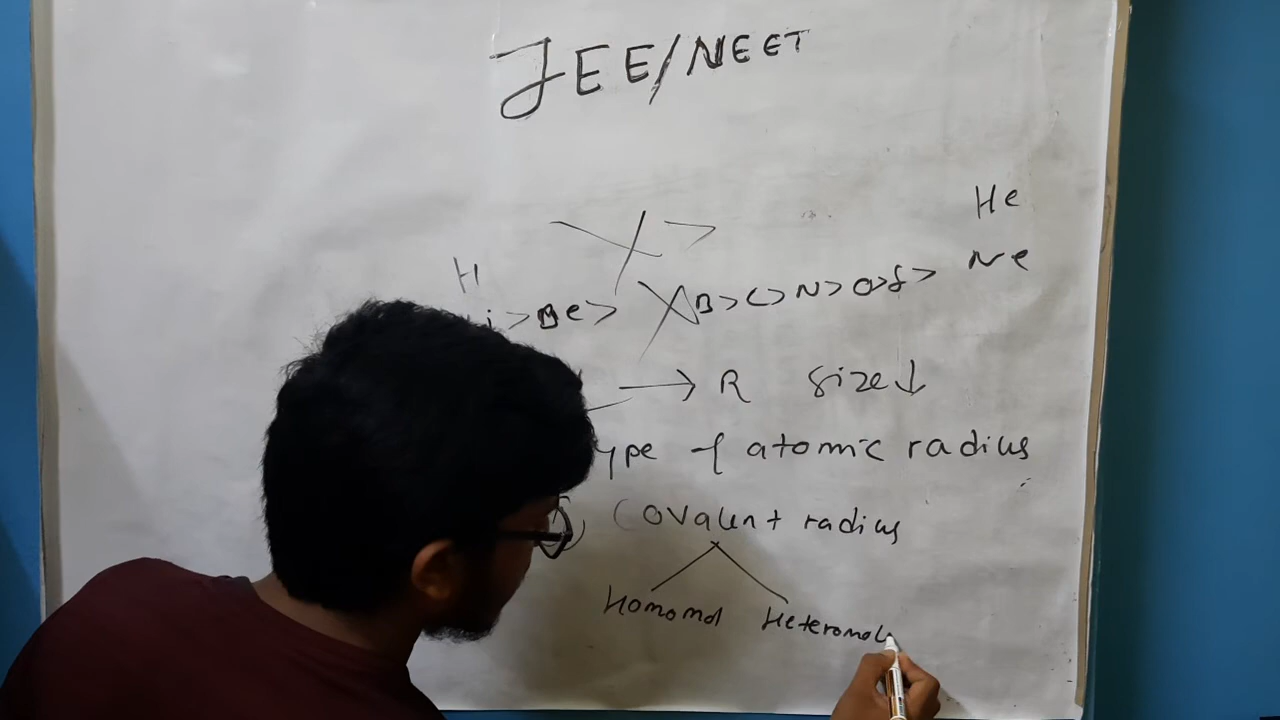 JEE/NEET
He
H
Ne
i > Be > B > C > N > O > f >
→ R size ↓
ype of atomic radius
Covalent radius
Homomol Heteromol